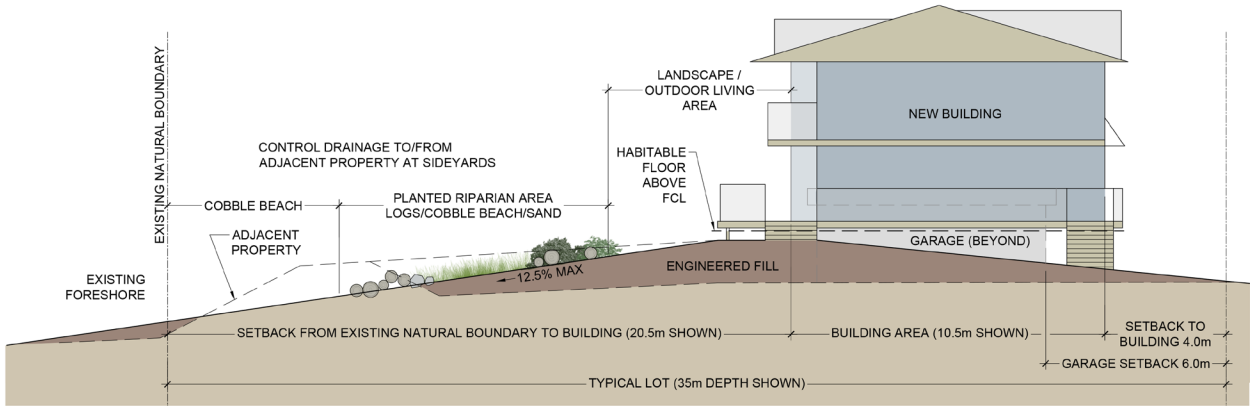 EXISTING NATURAL BOUNDARY
LANDSCAPE /
OUTDOOR LIVING
AREA
NEW BUILDING
CONTROL DRAINAGE TO/FROM
ADJACENT PROPERTY AT SIDEYARDS
HABITABLE
FLOOR
ABOVE
FCL
COBBLE BEACH
PLANTED RIPARIAN AREA
LOGS/COBBLE BEACH/SAND
ADJACENT
PROPERTY
GARAGE (BEYOND)
EXISTING
FORESHORE
12.5% MAX
ENGINEERED FILL
SETBACK FROM EXISTING NATURAL BOUNDARY TO BUILDING (20.5m SHOWN)
BUILDING AREA (10.5m SHOWN)
SETBACK TO
BUILDING 4.0m
GARAGE SETBACK 6.0m
TYPICAL LOT (35m DEPTH SHOWN)